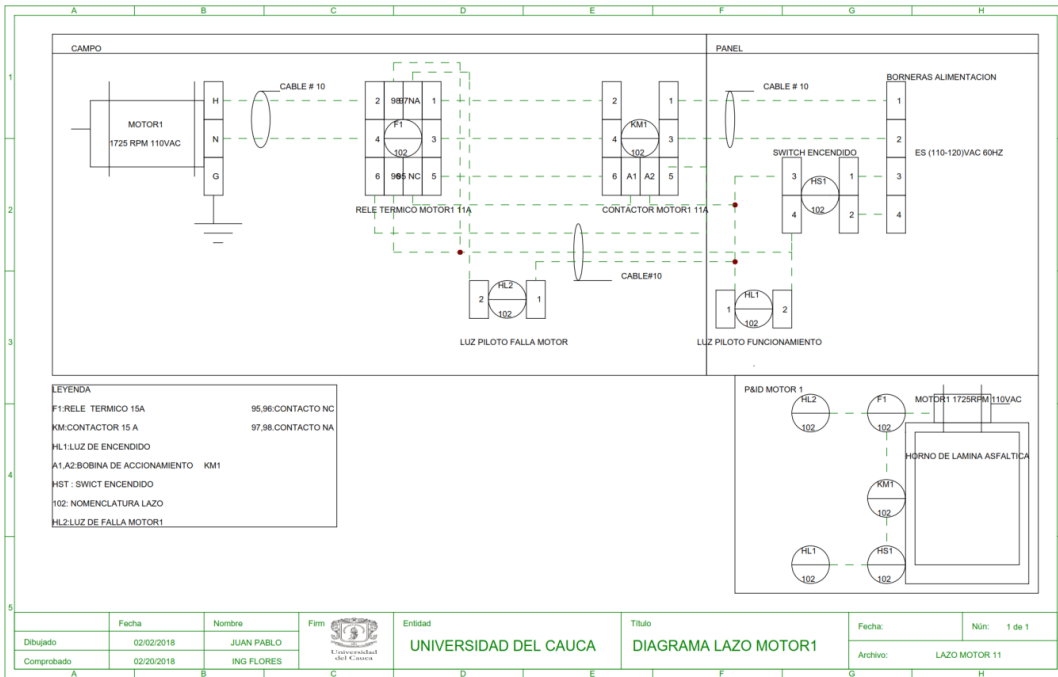 A B C D E F G H
1
2
3
4
5
CAMPO
PANEL
MOTOR1
1725 RPM 110VAC
H
N
G
CABLE # 10
2 97NA 1
4 F1 3
102
6 95 NC 5
RELE TERMICO MOTOR1 11A
2 1
4 KM1 3
102
6 A1 A2 5
CONTACTOR MOTOR1 11A
CABLE # 10
BORNERAS ALIMENTACION
1
2
3
4
ES (110-120)VAC 60HZ
SWITCH ENCENDIDO
3 HS1 1
4 102 2
CABLE#10
HL2
2 1
102
LUZ PILOTO FALLA MOTOR
HL1
1 2
102
LUZ PILOTO FUNCIONAMIENTO
LEYENDA
F1:RELE TERMICO 15A 95,96:CONTACTO NC
KM:CONTACTOR 15 A 97,98.CONTACTO NA
HL1:LUZ DE ENCENDIDO
A1,A2:BOBINA DE ACCIONAMIENTO KM1
HST : SWICT ENCENDIDO
102: NOMENCLATURA LAZO
HL2:LUZ DE FALLA MOTOR1
P&ID MOTOR 1
HL2
102
F1
102
MOTOR1 1725RPM 110VAC
HORNO DE LAMINA ASFALTICA
KM1
102
HL1
102
HS1
102
Fecha Nombre Firm
Dibujado 02/02/2018 JUAN PABLO
Comprobado 02/20/2018 ING FLORES
Universidad
del Cauca
Entidad
UNIVERSIDAD DEL CAUCA
Título
DIAGRAMA LAZO MOTOR1
Fecha: Nún: 1 de 1
Archivo: LAZO MOTOR 11
A B C D E F G H